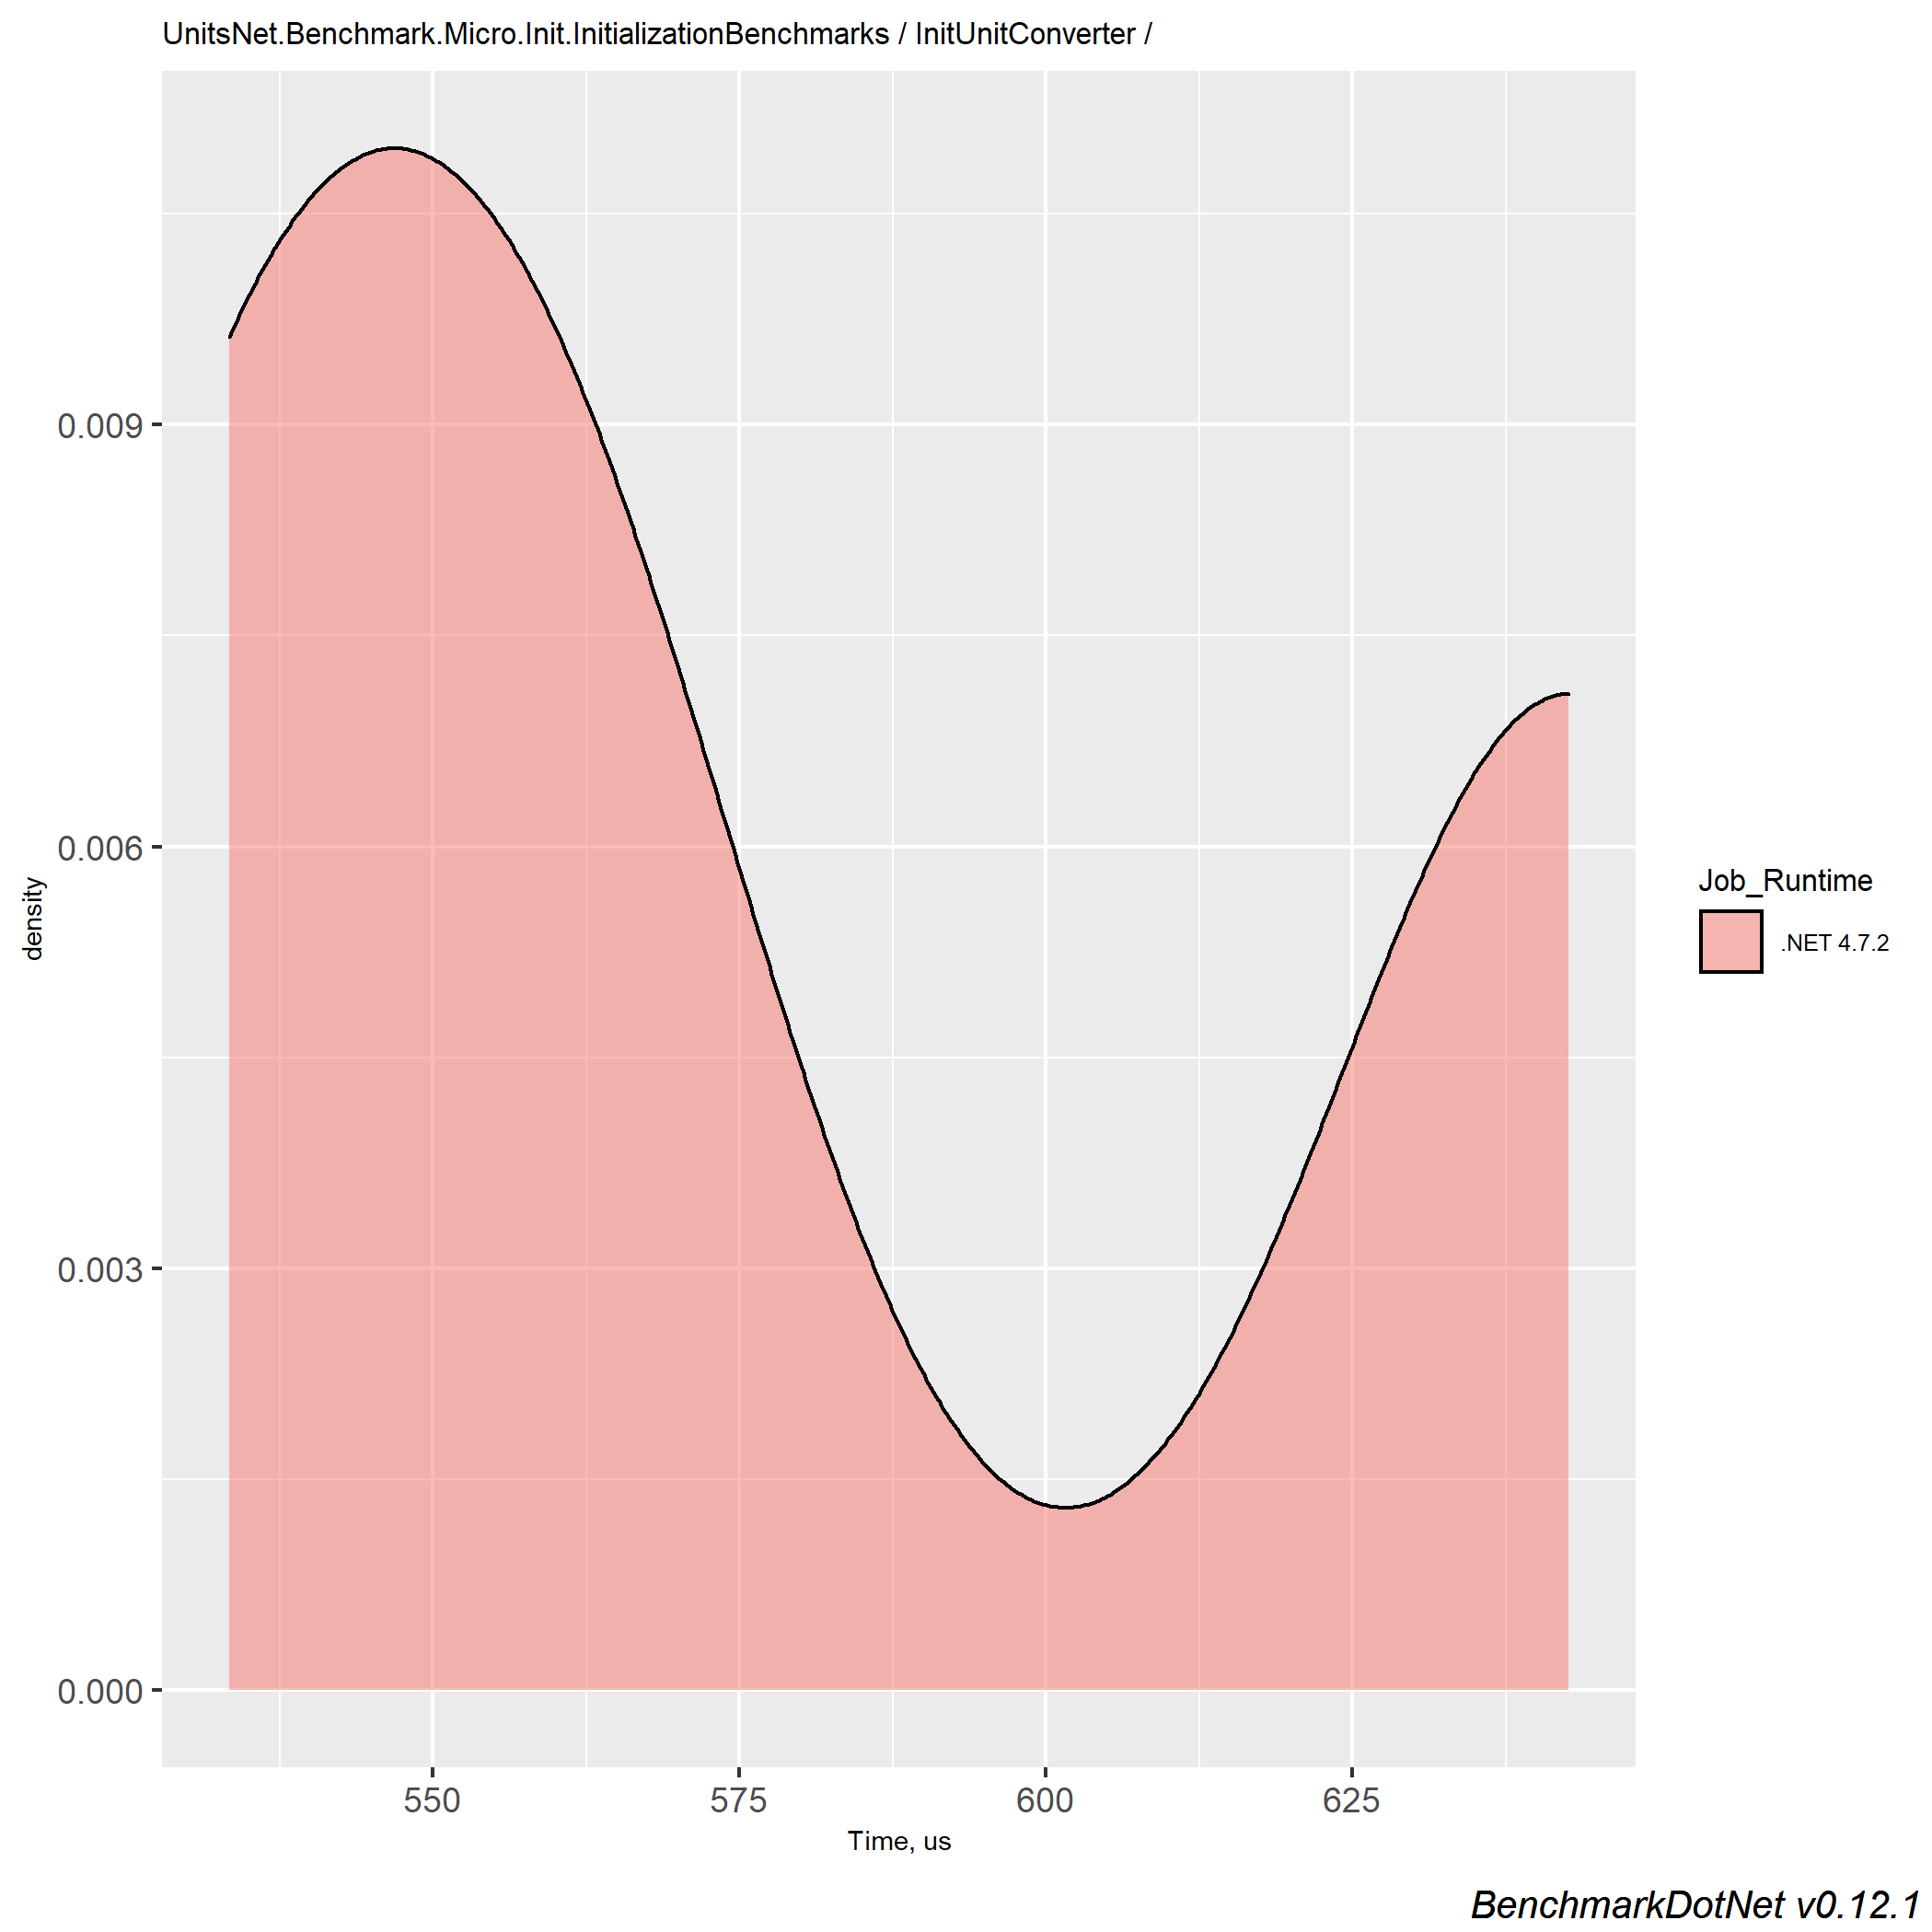 UnitsNet.Benchmark.Micro.Init.InitializationBenchmarks / InitUnitConverter /
0.009
0.006
0.003
0.000
density
550 575 600 625
Time, us
Job_Runtime
.NET 4.7.2
BenchmarkDotNet v0.12.1